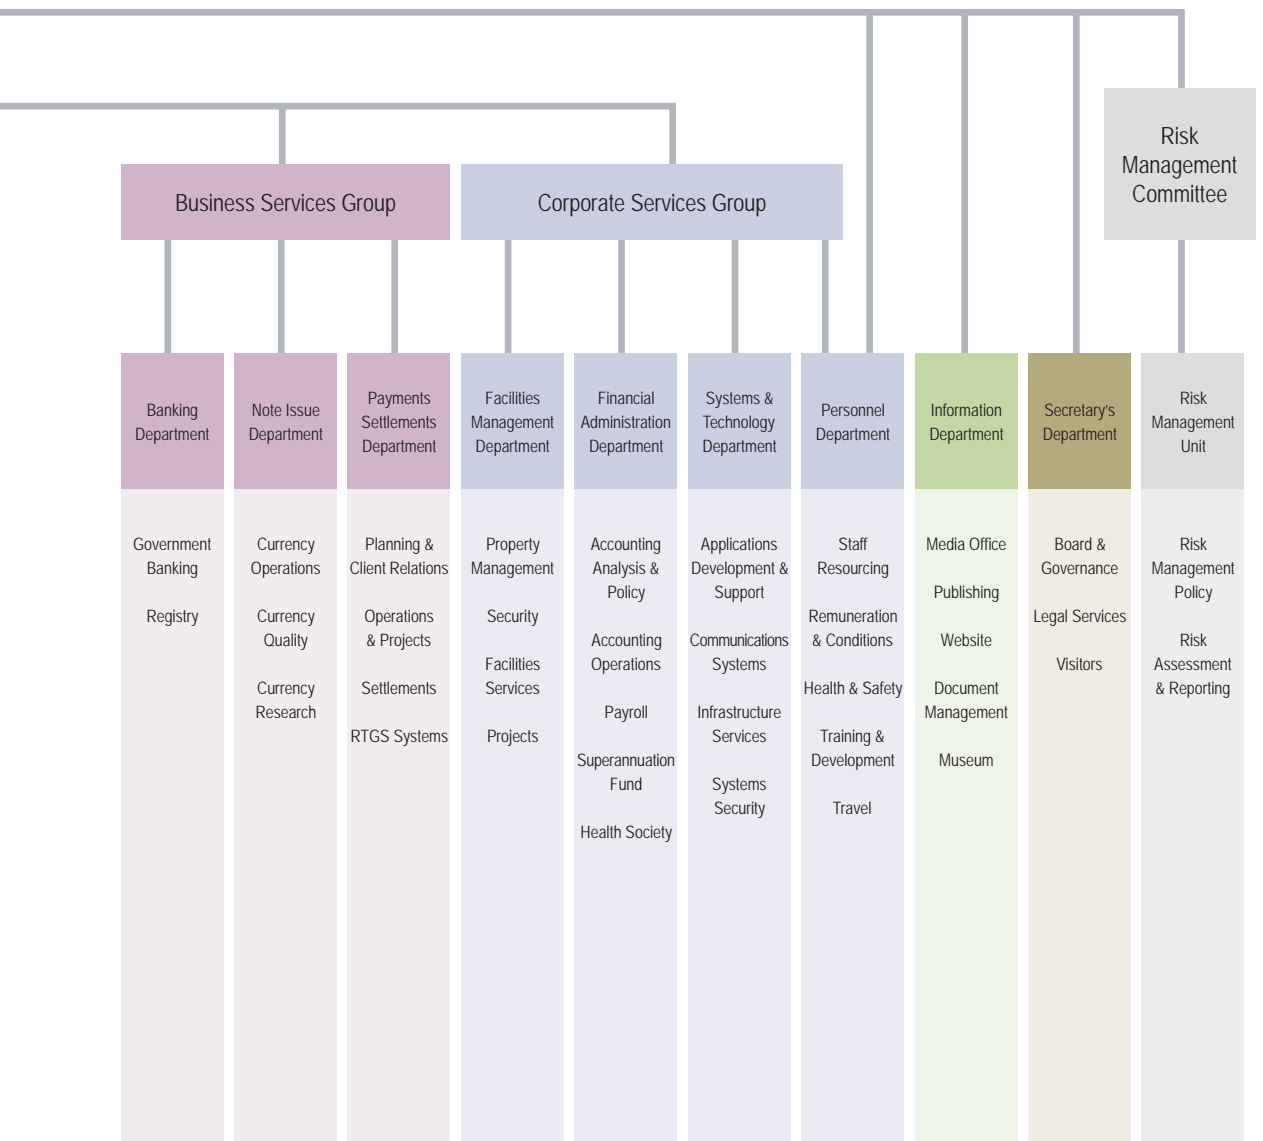 Risk
Management
Committee
Business Services Group
Corporate Services Group
Banking
Department
Note Issue
Department
Payments
Settlements
Department
Facilities
Management
Department
Financial
Administration
Department
Systems &
Technology
Department
Personnel
Department
Information
Department
Secretary's
Department
Risk
Management
Unit
Government
Banking
Registry
Currency
Operations
Currency
Quality
Currency
Research
Planning &
Client Relations
Operations
& Projects
Settlements
RTGS Systems
Property
Management
Security
Facilities
Services
Projects
Accounting
Analysis &
Policy
Accounting
Operations
Payroll
Superannuation
Fund
Health Society
Applications
Development &
Support
Communications
Systems
Infrastructure
Services
Systems
Security
Staff
Resourcing
Remuneration
& Conditions
Health & Safety
Training &
Development
Travel
Media Office
Publishing
Website
Document
Management
Museum
Board &
Governance
Legal Services
Visitors
Risk
Management
Policy
Risk
Assessment
& Reporting